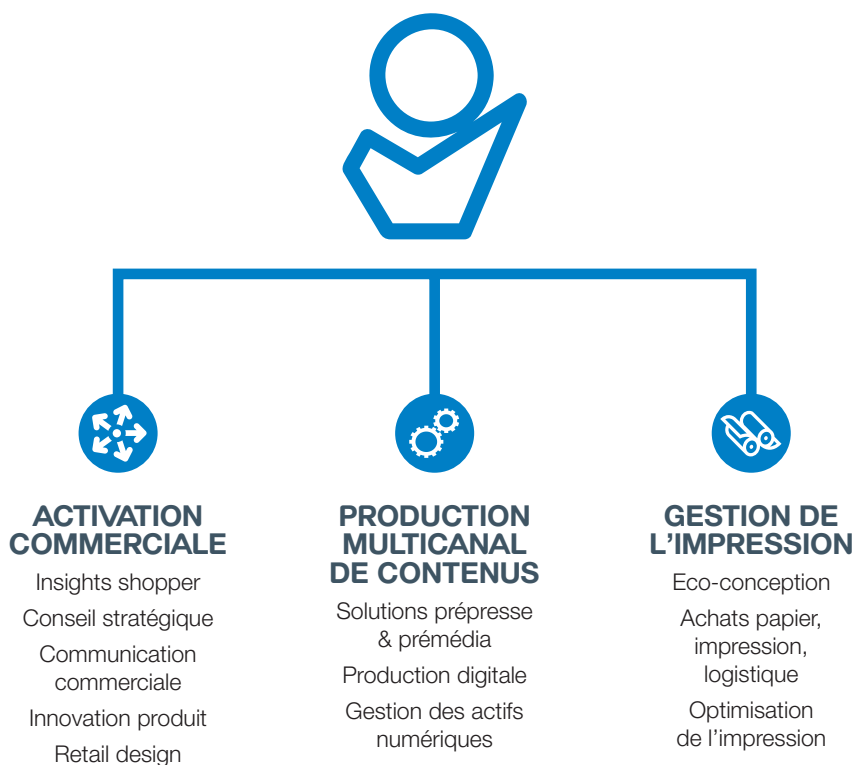 ACTIVATION
COMMERCIALE
Insights shopper
Conseil stratégique
Communication
commerciale
Innovation produit
Retail design
PRODUCTION
MULTICANAL
DE CONTENUS
Solutions prépresse
& prémédia
Production digitale
Gestion des actifs
numériques
GESTION DE
L'IMPRESSION
Eco-conception
Achats papier,
impression,
logistique
Optimisation
de l'impression